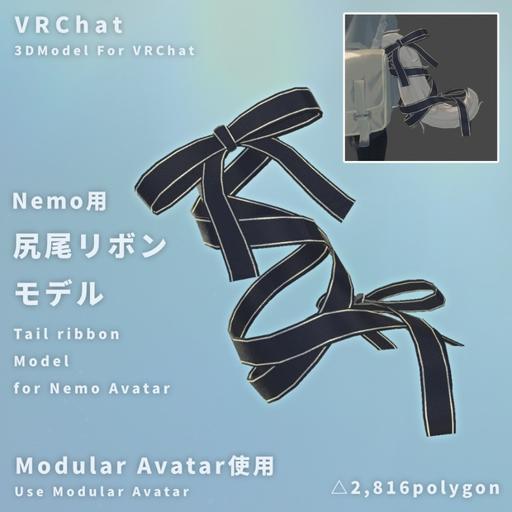 VRChat
3DModel For VRChat
Nemo用
尻尾リボン
モデル
Tail ribbon
Model
for Nemo Avatar
Modular Avatar使用
Use Modular Avatar
△2,816polygon